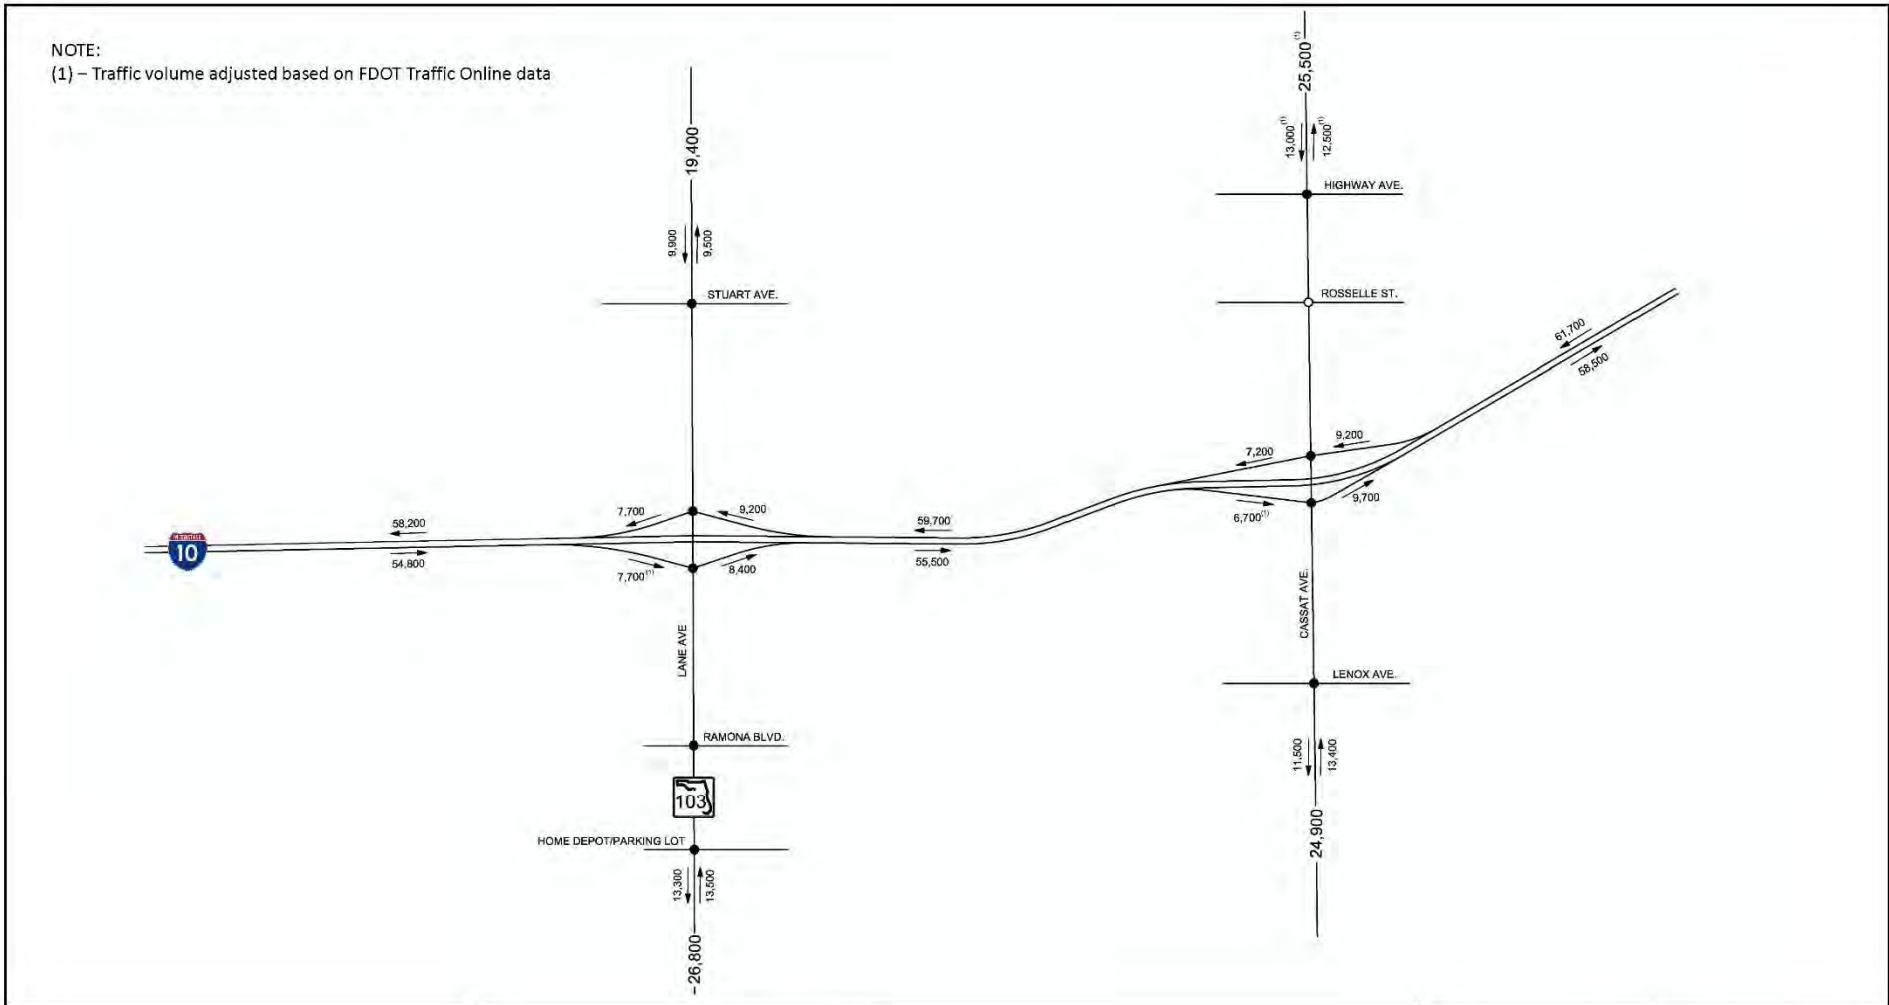 NOTE:
(1) – Traffic volume adjusted based on FDOT Traffic Online data
25,500 (1)
13,000 (1)
12,500 (1)
19,400
HIGHWAY AVE.
9,900
9,500
STUART AVE.
ROSSELLE ST.
61,700
58,500
9,200
7,200
9,700
6,700(1)
7,700
9,200
58,200
59,700
10
54,800
55,500
7,700(1)
8,400
CASSAT AVE.
LANE AVE
LENOX AVE.
RAMONA BLVD.
11,500
13,400
103
24,900
HOME DEPOT/PARKING LOT
13,300
13,500
26,800